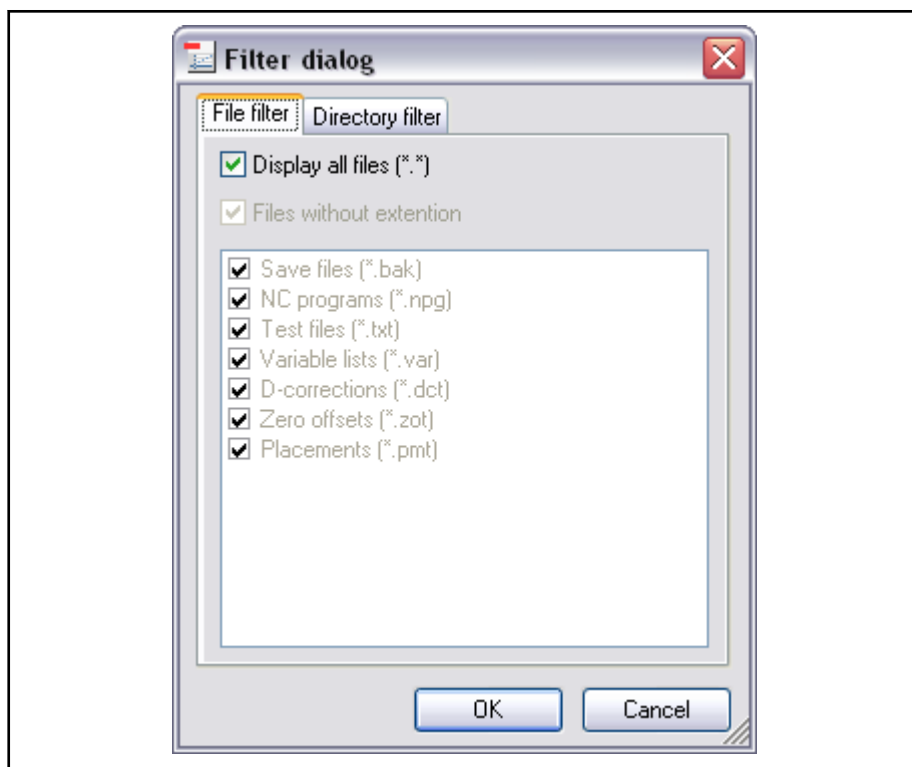 Filter dialog
File filter Directory filter
Display all files (*.*)
Files without extention
Save files (*.bak)
NC programs (*.npg)
Test files (*.txt)
Variable lists (*.var)
D-corrections (*.dct)
Zero offsets (*.zot)
Placements (*.pmt)
OK Cancel